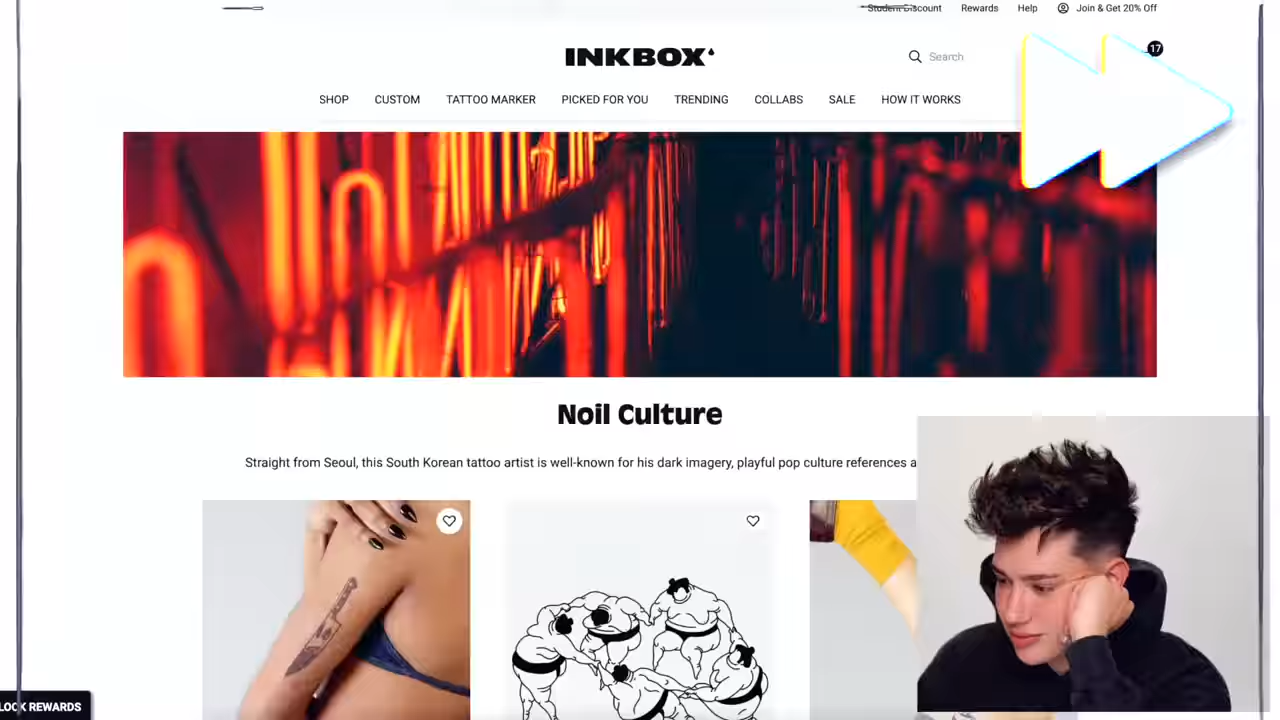 Student Discount Rewards Help Join & Get 20% Off
INKBOX
Search
17
SHOP CUSTOM TATTOO MARKER PICKED FOR YOU TRENDING COLLABS SALE HOW IT WORKS
Noil Culture
Straight from Seoul, this South Korean tattoo artist is well-known for his dark imagery, playful pop culture references a
LOCK REWARDS